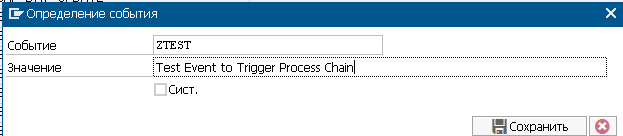 Определение события
Событие ZTEST
Значение Test Event to Trigger Process Chain
Сист.
Сохранить